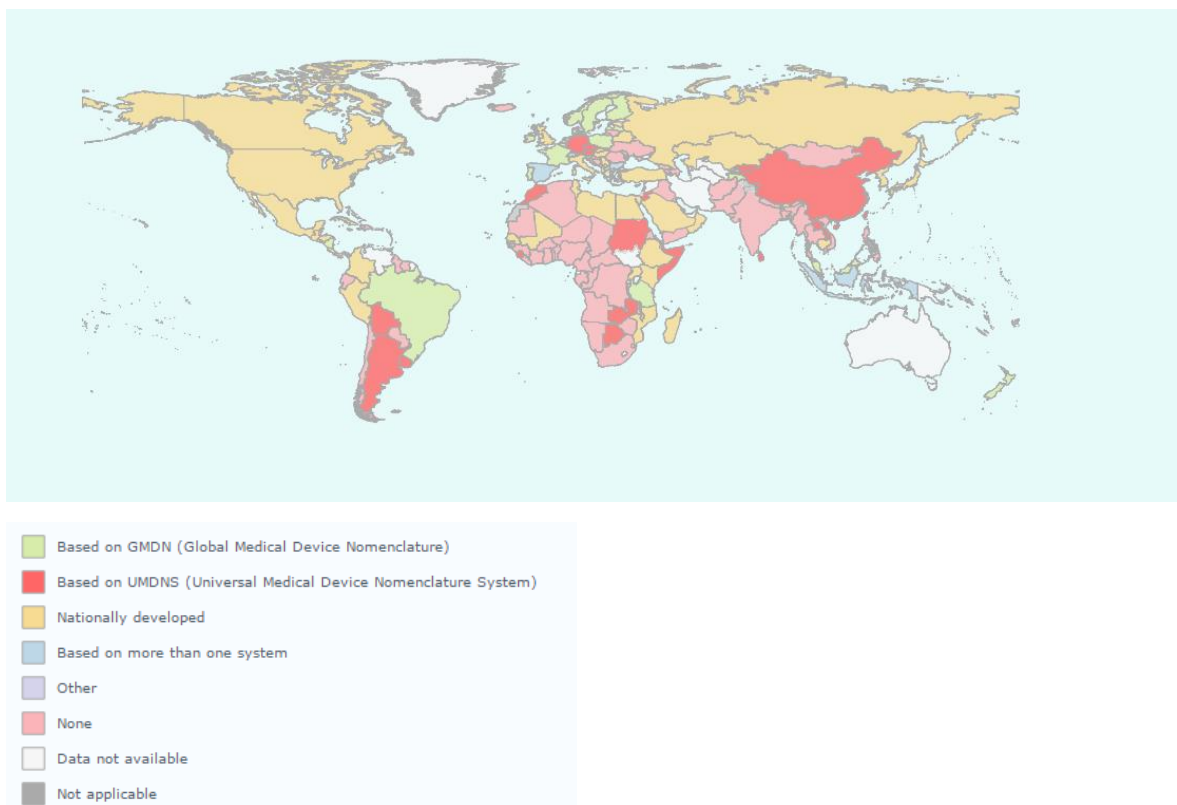 Based on GMDN (Global Medical Device Nomenclature)
Based on UMDNS (Universal Medical Device Nomenclature System)
Nationally developed
Based on more than one system
Other
None
Data not available
Not applicable